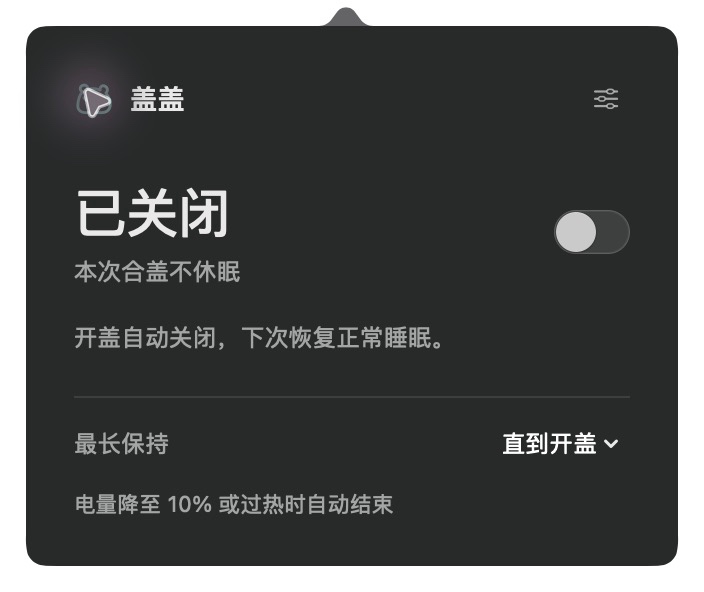 盖盖
已关闭
本次合盖不休眠
开盖自动关闭，下次恢复正常睡眠。
最长保持
直到开盖
电量降至 10% 或过热时自动结束